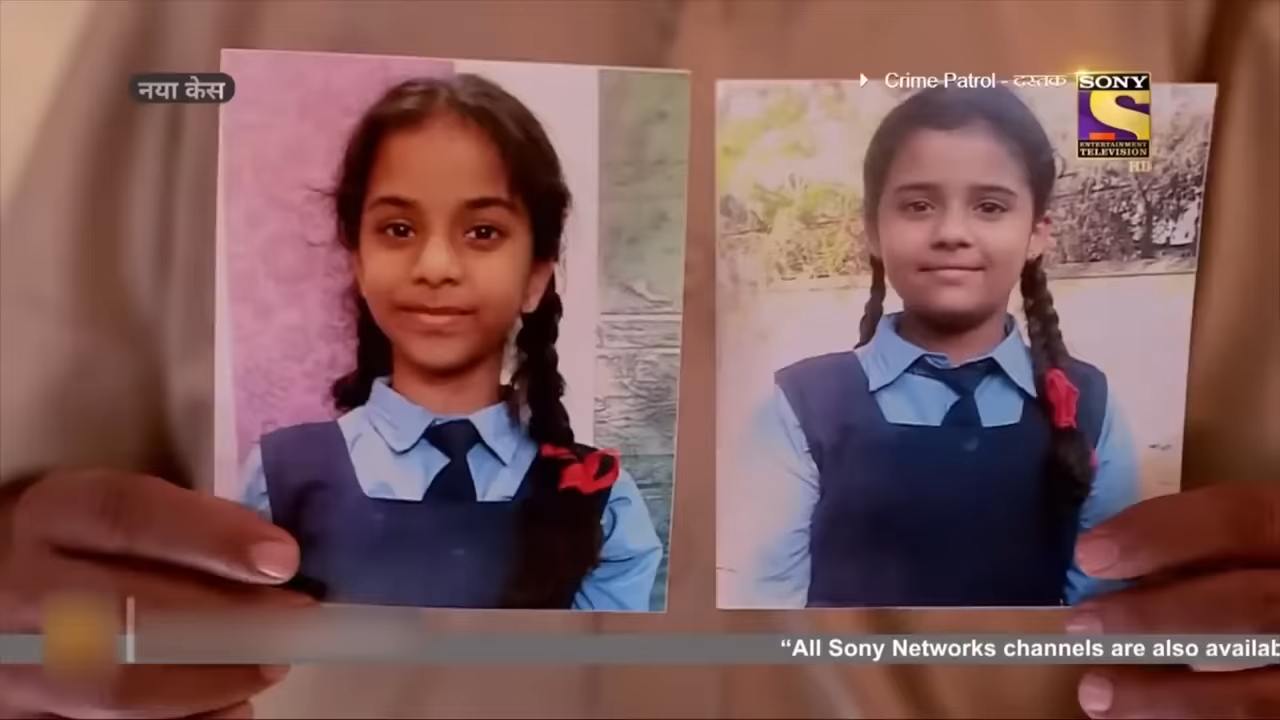 नया केस
Crime Patrol - दस्तक
SONY
S
ENTERTAINMENT
TELEVISION
HD
“All Sony Networks channels are also availab